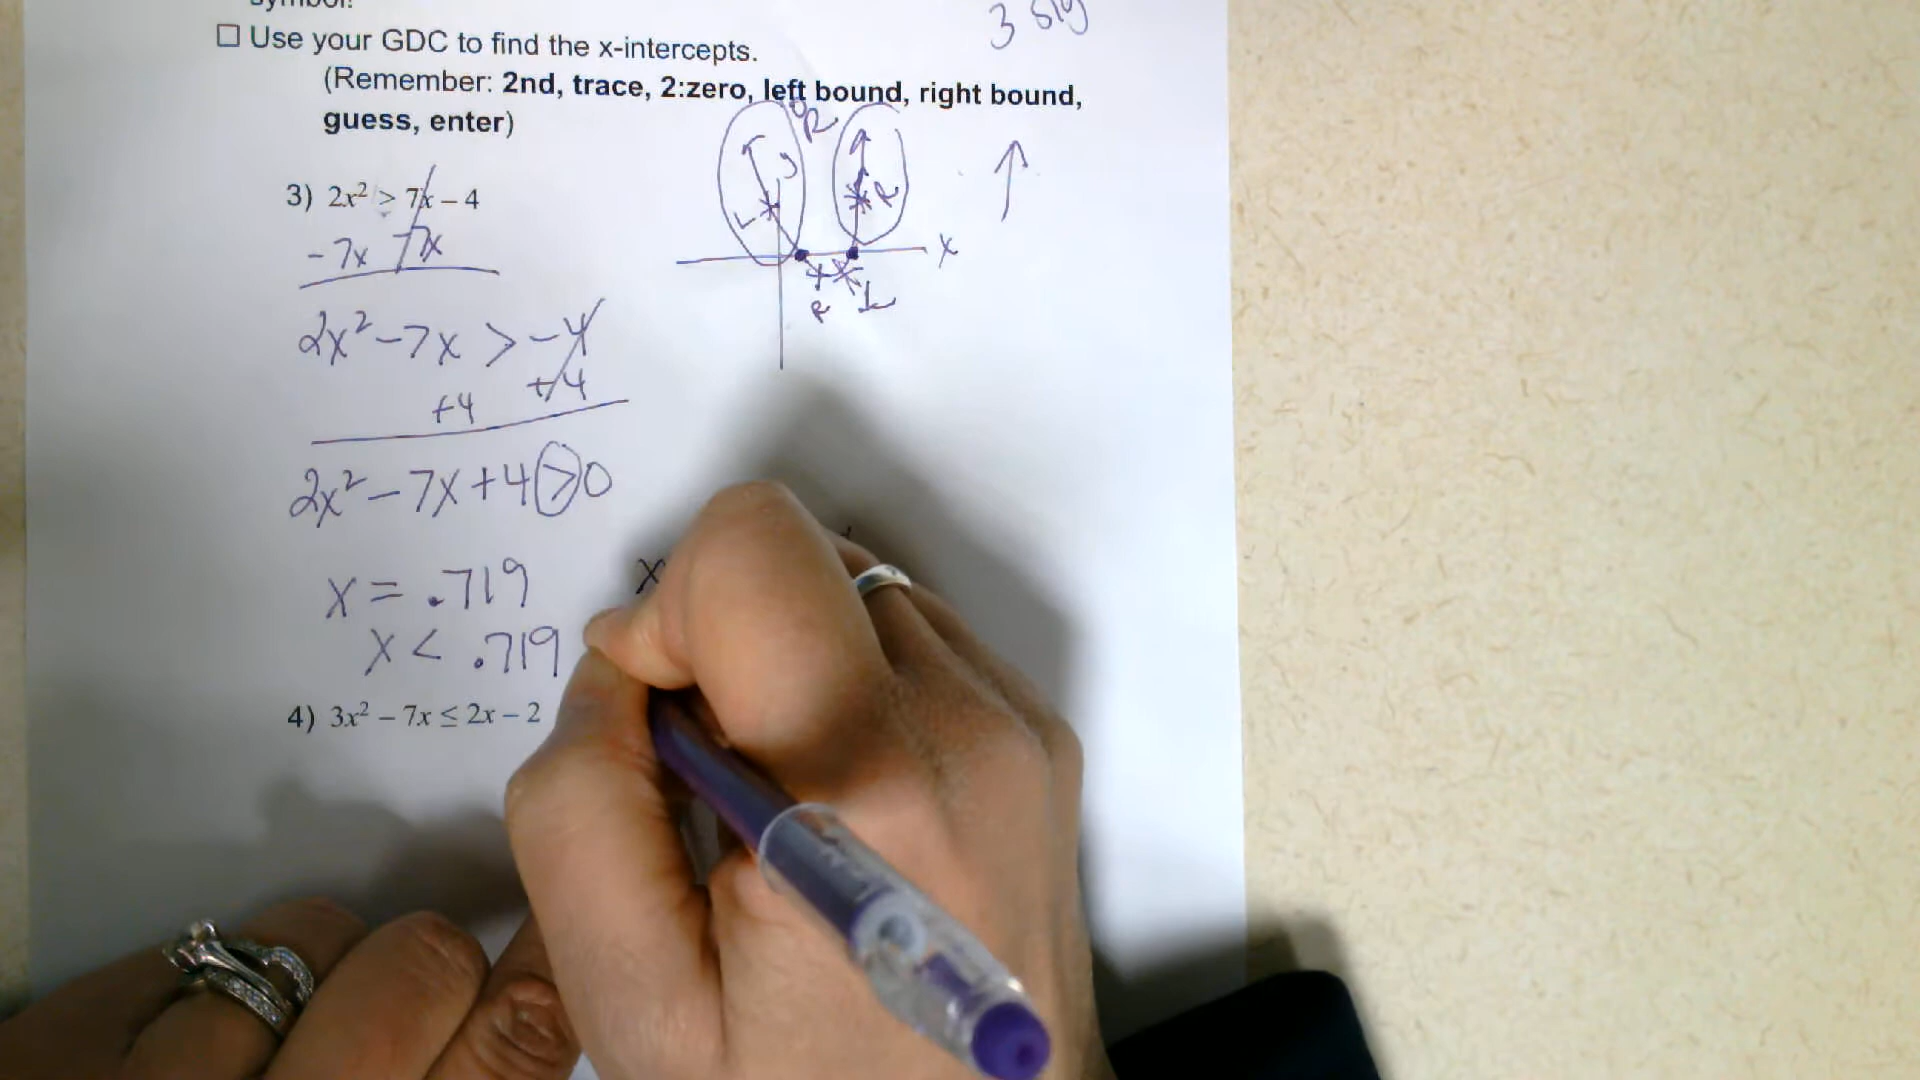 symbol.
3 sig
☐ Use your GDC to find the x-intercepts.
(Remember: 2nd, trace, 2:zero, left bound, right bound,
guess, enter)
3) 2x² > 7x – 4
- 7x -7x
2x² - 7x > -4
+4 +4
2x² - 7x + 4 > 0
x = .719
x < .719
x
4) 3x² – 7x ≤ 2x – 2
y
R
L
R
x
R
L